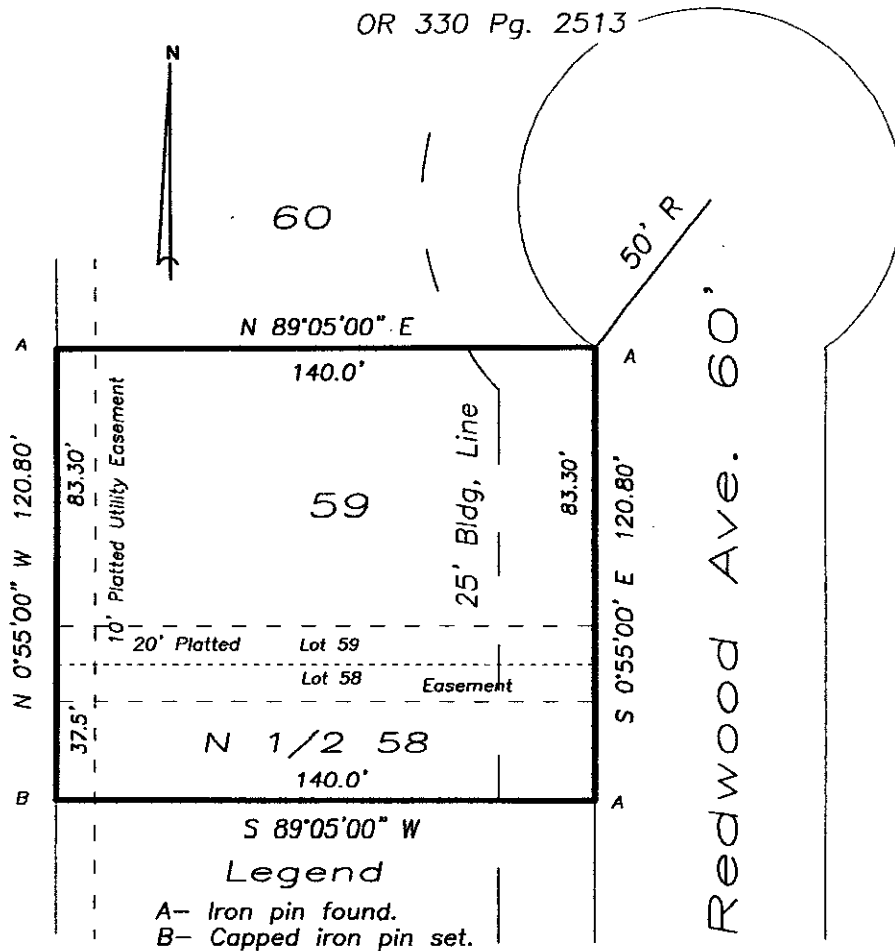 OR 330 Pg. 2513
N
60
50' R
N 89°05'00" E
A
A
140.0'
N 0°55'00" W 120.80'
83.30'
10' Platted Utility Easement
59
25' Bldg, Line
83.30'
S 0°55'00' E 120.80'
Redwood Ave. 60'
20' Platted
Lot 59
Lot 58
Easement
37.5'
N 1/2 58
140.0'
B
A
S 89°05'00" W
Legend
A- Iron pin found.
B- Capped iron pin set.